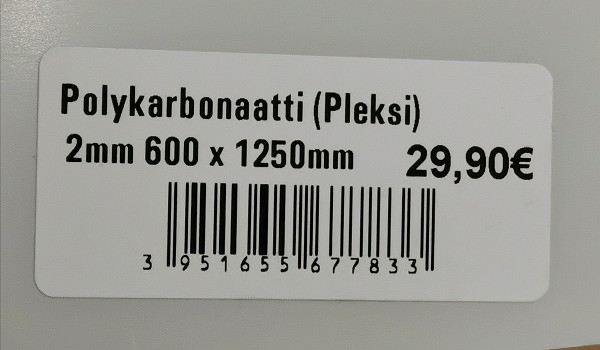 Polykarbonaatti (Pleksi)
2mm 600 x 1250mm 29,90€
3 951655 677833